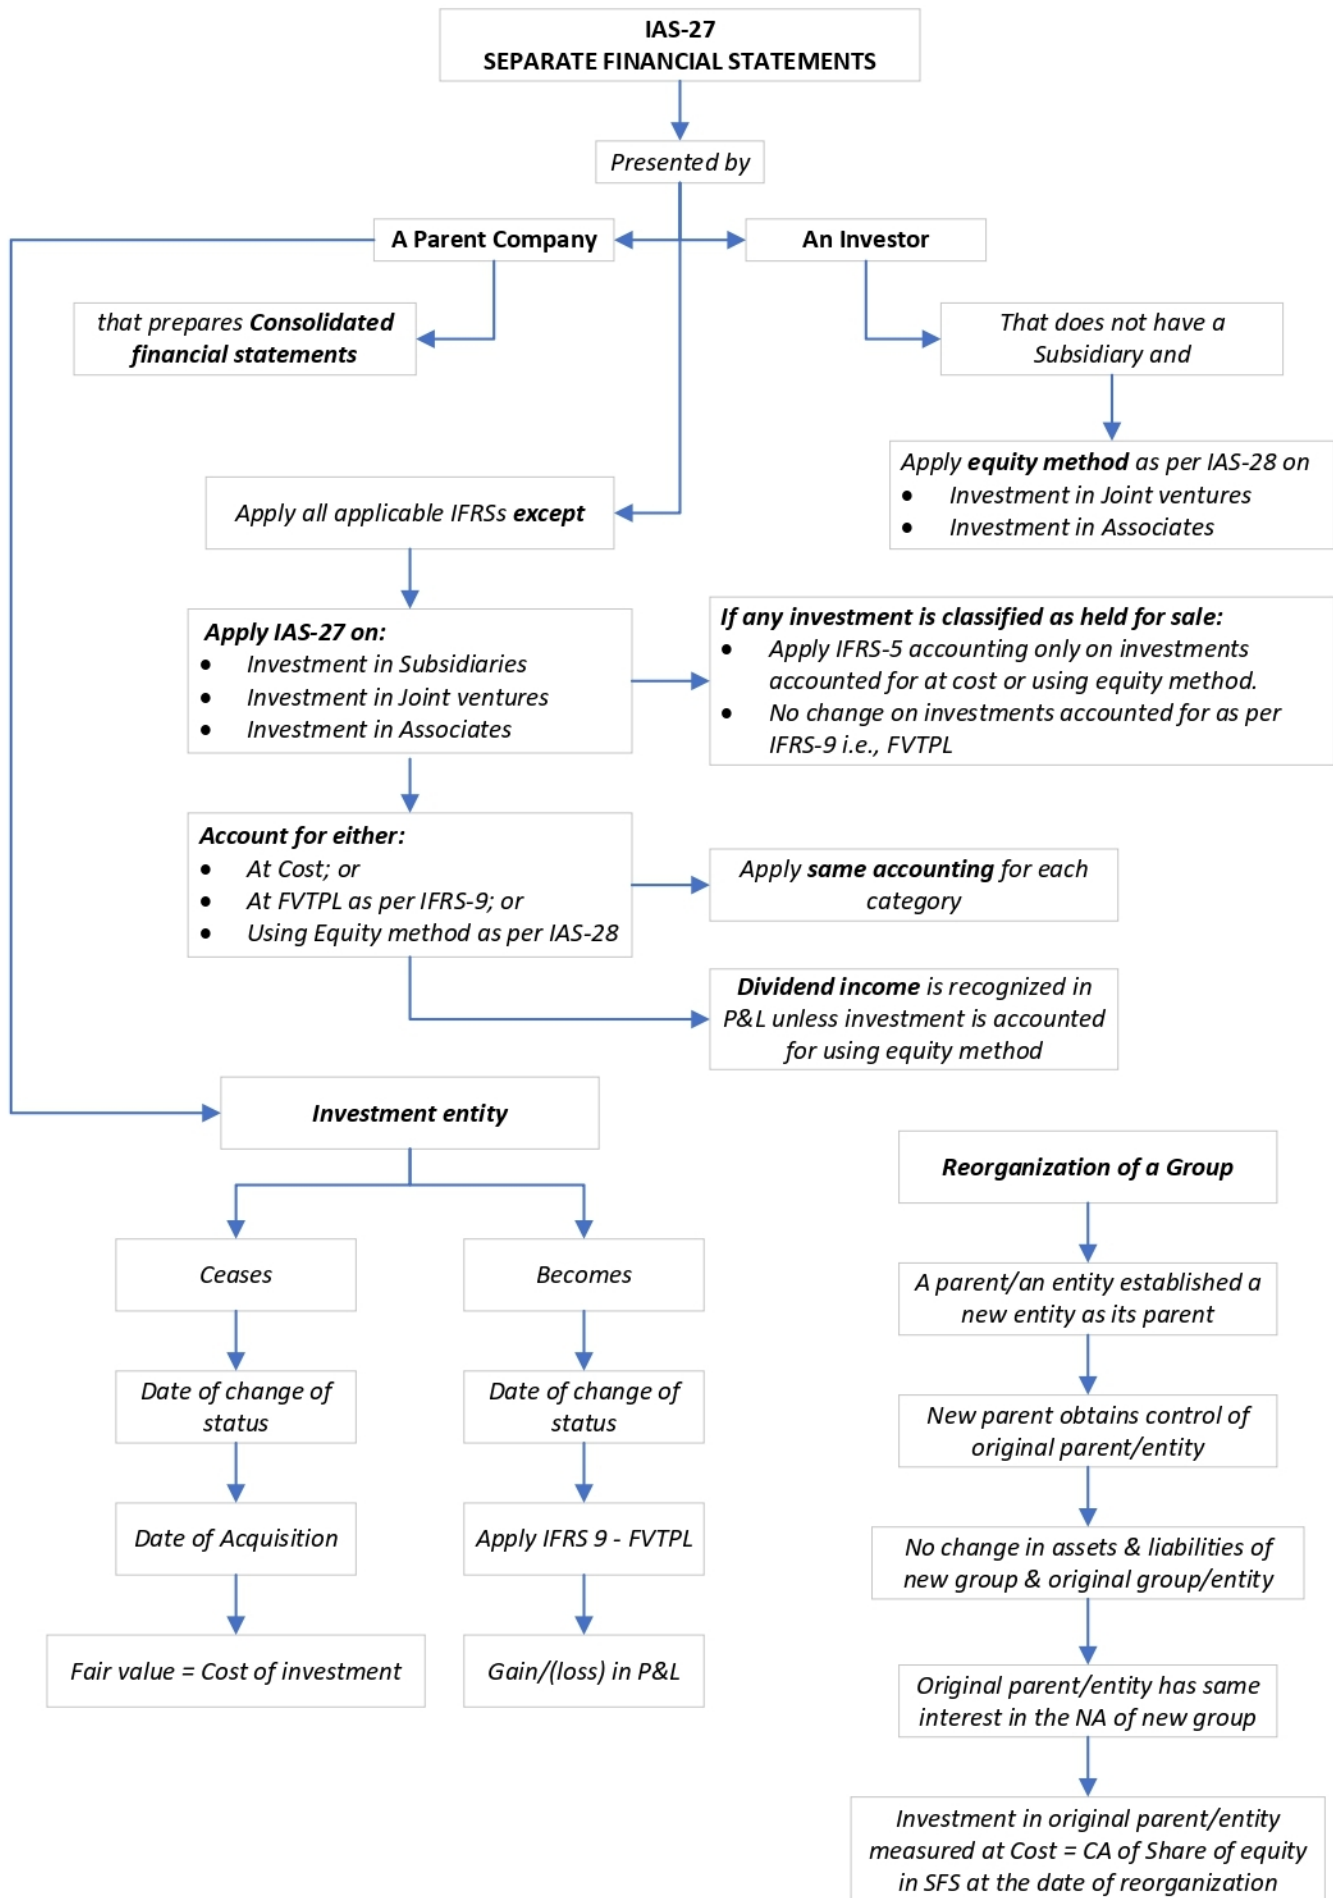 IAS-27
SEPARATE FINANCIAL STATEMENTS
Presented by
A Parent Company
An Investor
that prepares Consolidated
financial statements
That does not have a
Subsidiary and
Apply equity method as per IAS-28 on
• Investment in Joint ventures
• Investment in Associates
Apply all applicable IFRSs except
Apply IAS-27 on:
• Investment in Subsidiaries
• Investment in Joint ventures
• Investment in Associates
If any investment is classified as held for sale:
• Apply IFRS-5 accounting only on investments
accounted for at cost or using equity method.
• No change on investments accounted for as per
IFRS-9 i.e., FVTPL
Account for either:
• At Cost; or
• At FVTPL as per IFRS-9; or
• Using Equity method as per IAS-28
Apply same accounting for each
category
Dividend income is recognized in
P&L unless investment is accounted
for using equity method
Investment entity
Ceases
Date of change of
status
Date of Acquisition
Fair value = Cost of investment
Becomes
Date of change of
status
Apply IFRS 9 - FVTPL
Gain/(loss) in P&L
Reorganization of a Group
A parent/an entity established a
new entity as its parent
New parent obtains control of
original parent/entity
No change in assets & liabilities of
new group & original group/entity
Original parent/entity has same
interest in the NA of new group
Investment in original parent/entity
measured at Cost = CA of Share of equity
in SFS at the date of reorganization